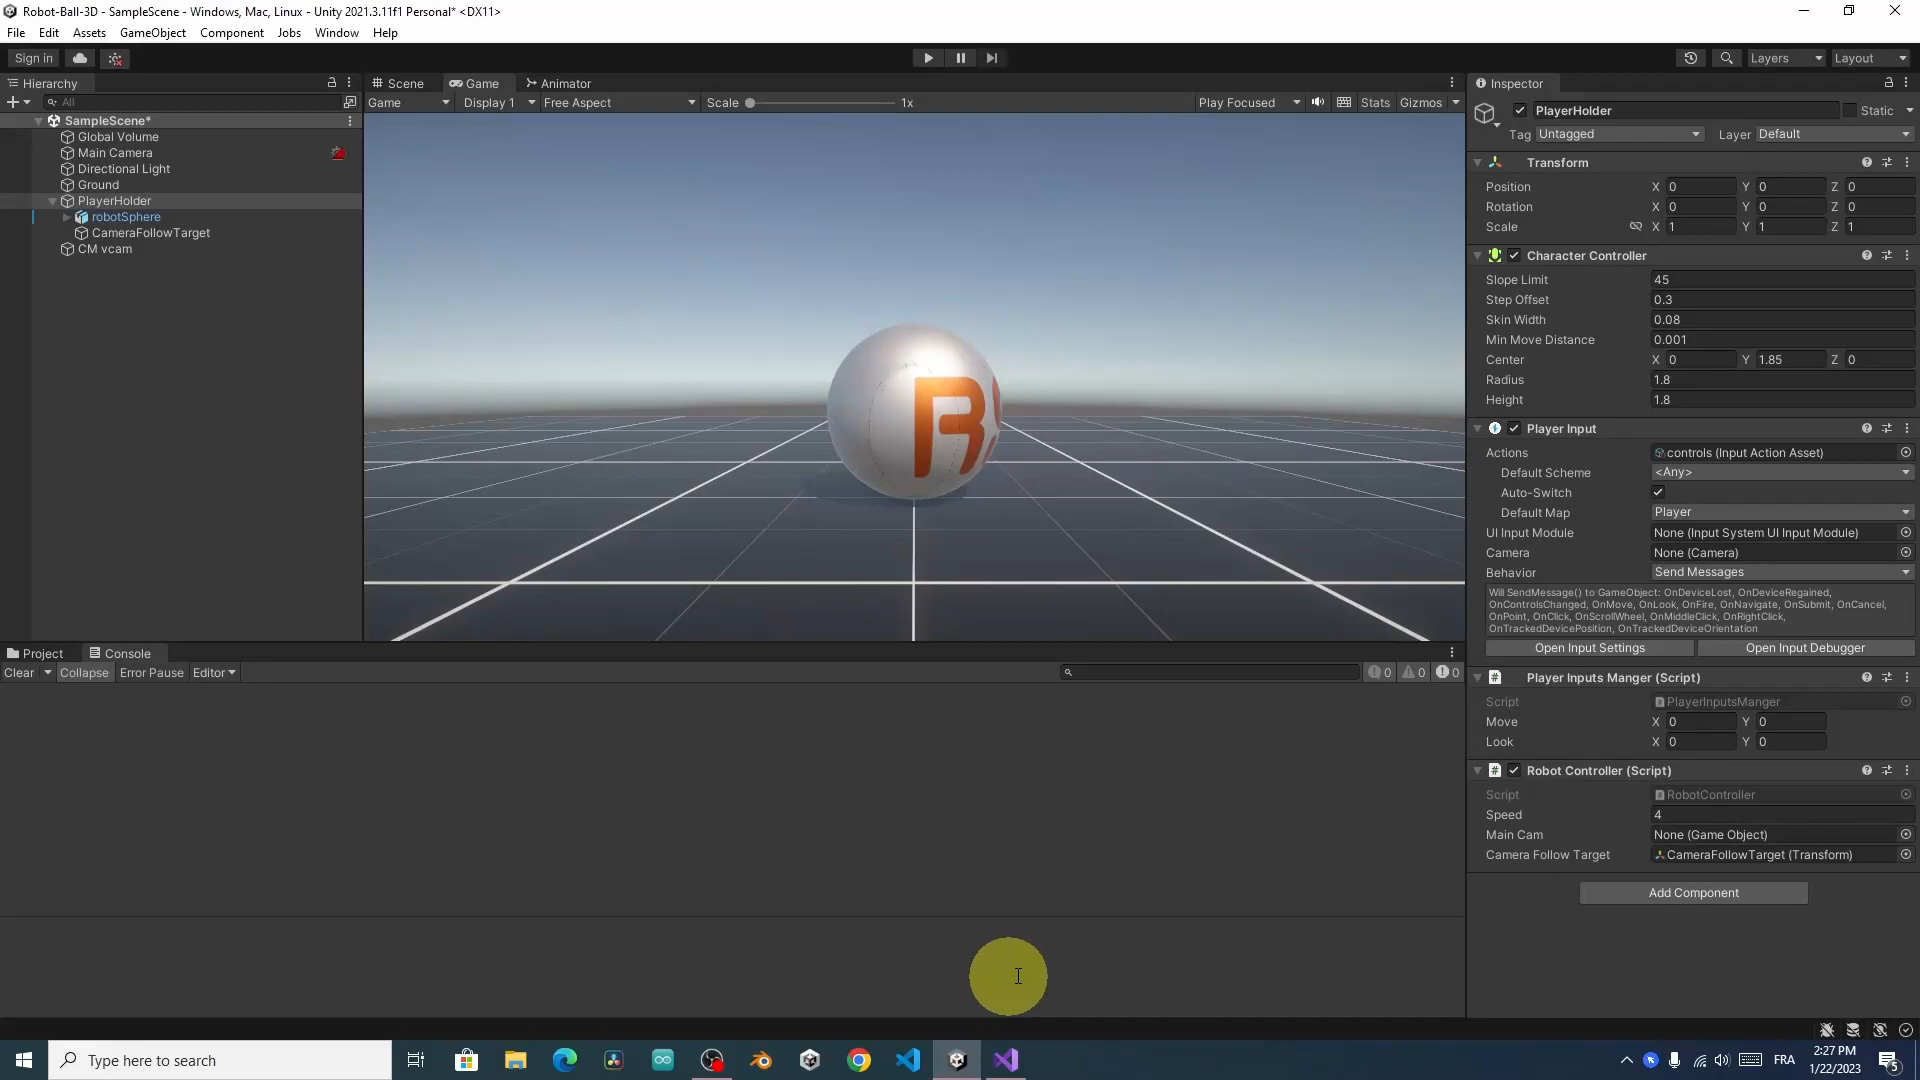 Robot-Ball-3D - SampleScene - Windows, Mac, Linux - Unity 2021.3.11f1 Personal* <DX11>
File Edit Assets GameObject Component Jobs Window Help
Sign in
Layers
Layout
Hierarchy
All
SampleScene*
Global Volume
Main Camera
Directional Light
Ground
PlayerHolder
robotSphere
CameraFollowTarget
CM vcam
Scene Game Animator
Game Display 1 Free Aspect Scale 1x Play Focused Stats Gizmos
R
Project Console
Clear Collapse Error Pause Editor 0 0 0
Inspector
PlayerHolder Static
Tag Untagged Layer Default
Transform
Position X 0 Y 0 Z 0
Rotation X 0 Y 0 Z 0
Scale X 1 Y 1 Z 1
Character Controller
Slope Limit 45
Step Offset 0.3
Skin Width 0.08
Min Move Distance 0.001
Center X 0 Y 1.85 Z 0
Radius 1.8
Height 1.8
Player Input
Actions controls (Input Action Asset)
Default Scheme <Any>
Auto-Switch
Default Map Player
UI Input Module None (Input System UI Input Module)
Camera None (Camera)
Behavior Send Messages
Will SendMessage() to GameObject: OnDeviceLost, OnDeviceRegained,
OnControlsChanged, OnMove, OnLook, OnFire, OnNavigate, OnSubmit, OnCancel,
OnPoint, OnClick, OnScrollWheel, OnMiddleClick, OnRightClick,
OnTrackedDevicePosition, OnTrackedDeviceOrientation
Open Input Settings Open Input Debugger
Player Inputs Manger (Script)
Script PlayerInputsManger
Move X 0 Y 0
Look X 0 Y 0
Robot Controller (Script)
Script RobotController
Speed 4
Main Cam None (Game Object)
Camera Follow Target CameraFollowTarget (Transform)
Add Component
Type here to search
FRA
2:27 PM
1/22/2023
5